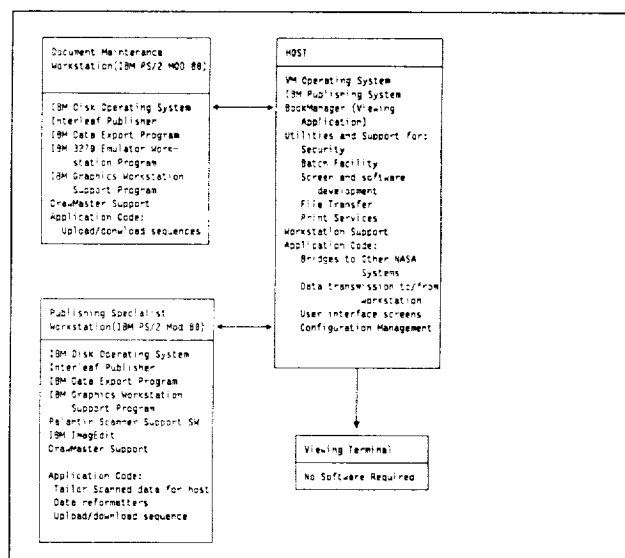 Document Maintenance
Workstation(IBM PS/2 MOD 80)
IBM Disk Operating System
Interleaf Publisher
IBM Data Export Program
IBM 3270 Emulator Work-
station Program
IBM Graphics Workstation
Support Program
DrawMaster Support
Application Code:
Upload/download sequences
HOST
VM Operating System
IBM Publishing System
BookManager (Viewing
Application)
Utilities and Support for:
Security
Batch Facility
Screen and software
development
File Transfer
Print Services
Workstation Support
Application Code:
Bridges to Other NASA
Systems
Data transmission to/from
workstation
User interface screens
Configuration Management
Publishing Specialist
Workstation(IBM PS/2 Mod 80)
IBM Disk Operating System
Interleaf Publisher
IBM Data Export Program
IBM Graphics Workstation
Support Program
Palantir Scanner Support SW
IBM ImagEdit
DrawMaster Support
Application Code:
Tailor Scanned data for host
Data reformatters
Upload/download sequence
Viewing Terminal
No Software Required